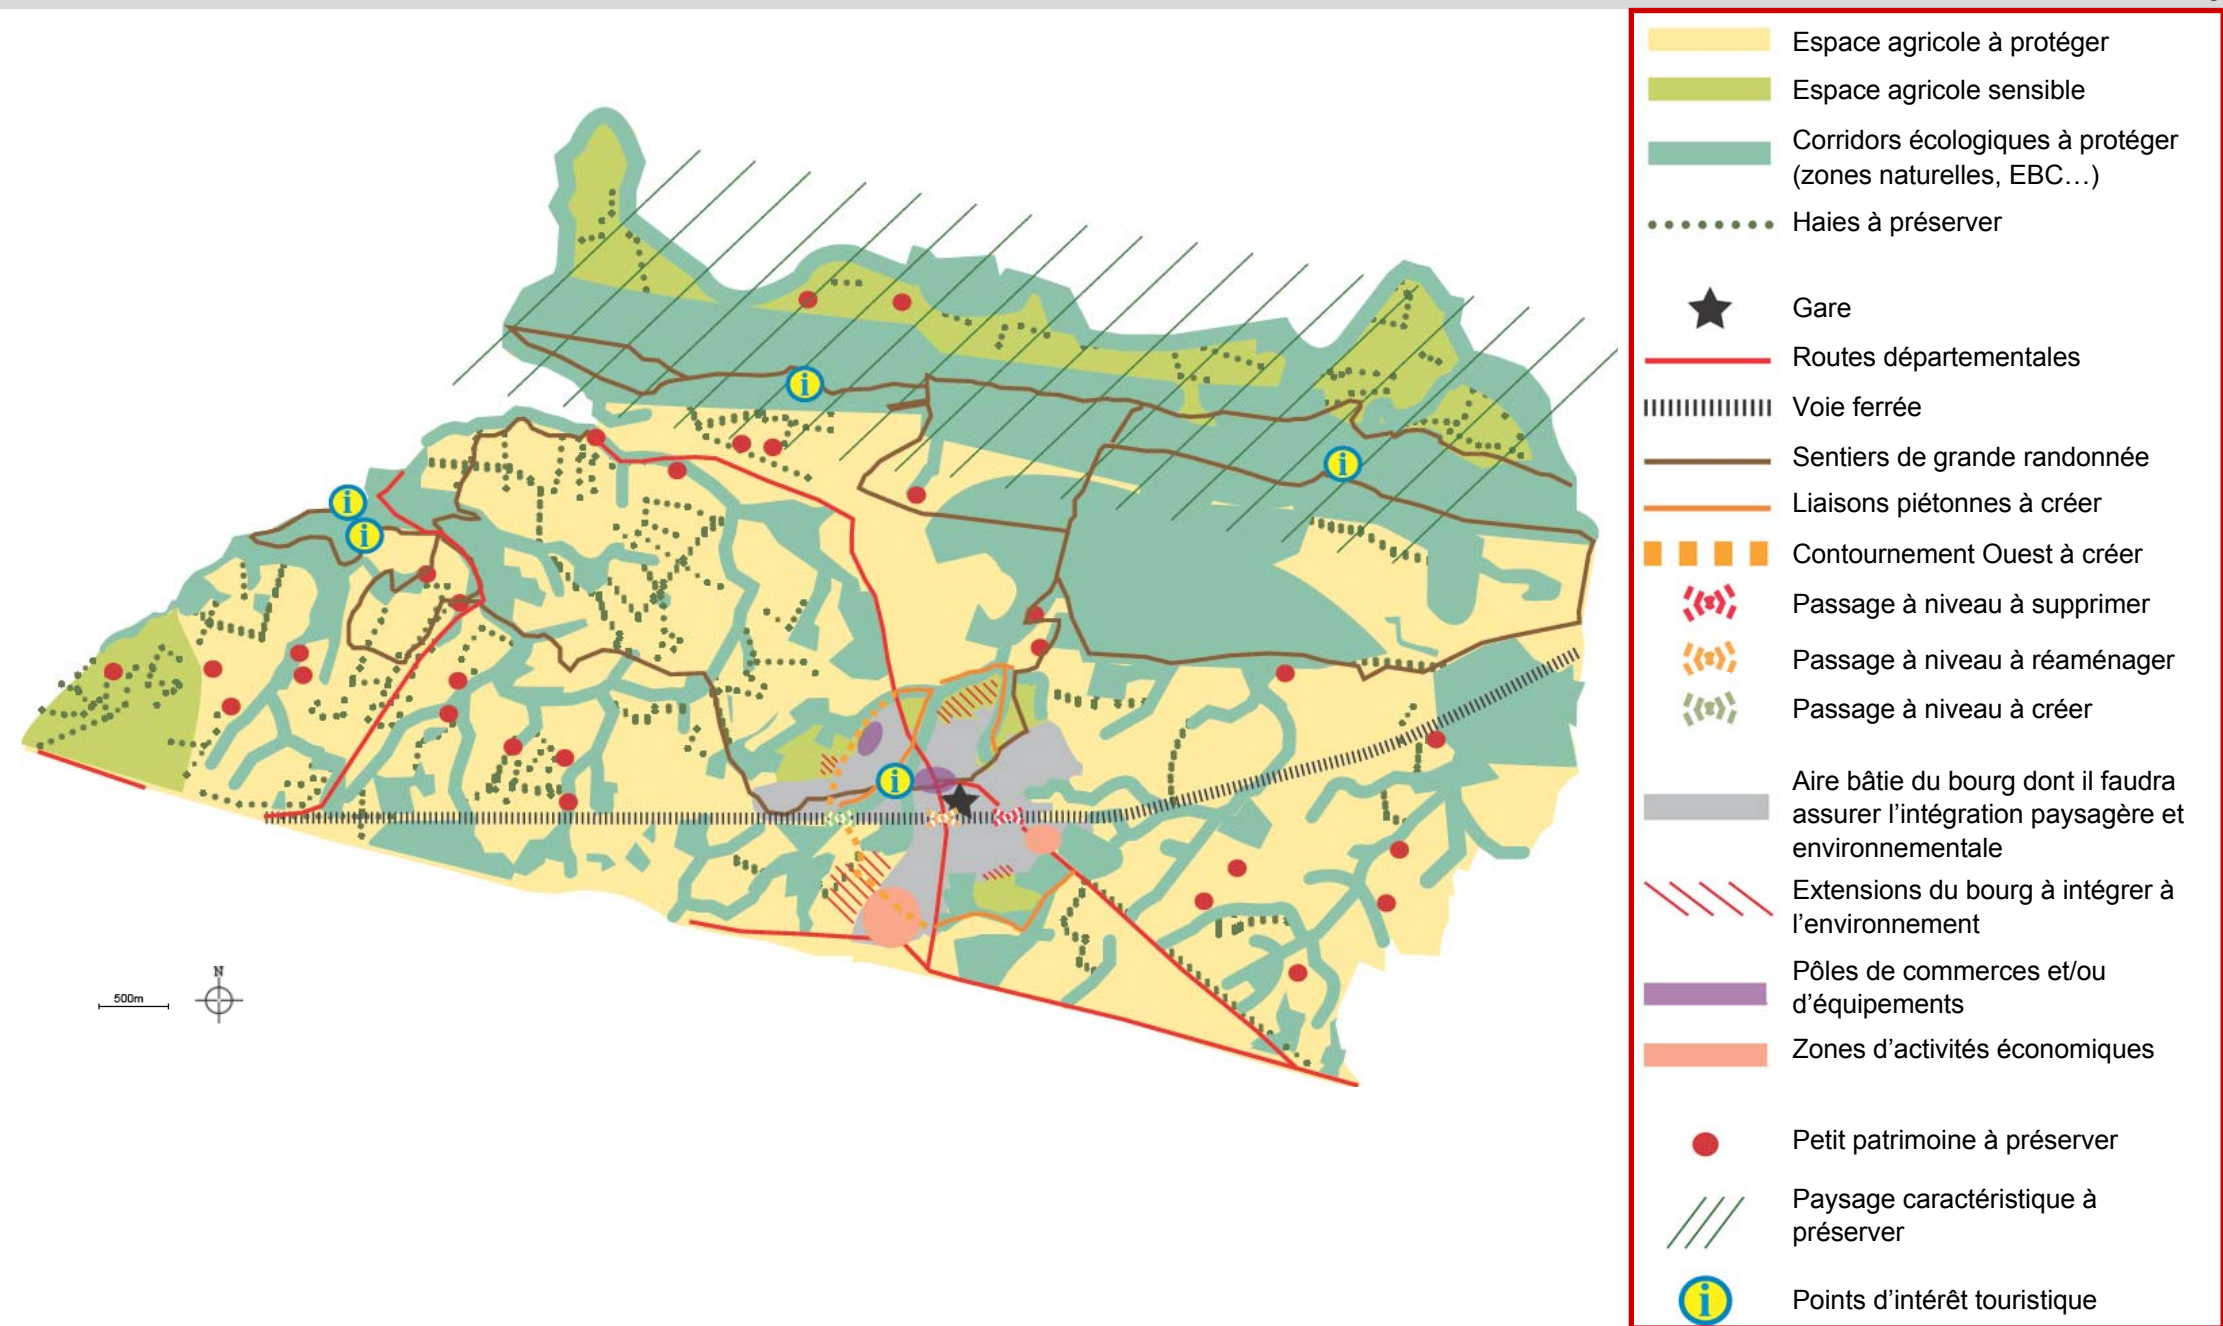 Espace agricole à protéger
Espace agricole sensible
Corridors écologiques à protéger
(zones naturelles, EBC…)
Haies à préserver
Gare
Routes départementales
Voie ferrée
Sentiers de grande randonnée
Liaisons piétonnes à créer
Contournement Ouest à créer
Passage à niveau à supprimer
Passage à niveau à réaménager
Passage à niveau à créer
Aire bâtie du bourg dont il faudra
assurer l’intégration paysagère et
environnementale
Extensions du bourg à intégrer à
l’environnement
Pôles de commerces et/ou
d’équipements
Zones d’activités économiques
Petit patrimoine à préserver
Paysage caractéristique à
préserver
i Points d’intérêt touristique
i
i
i
i
i
500m
N